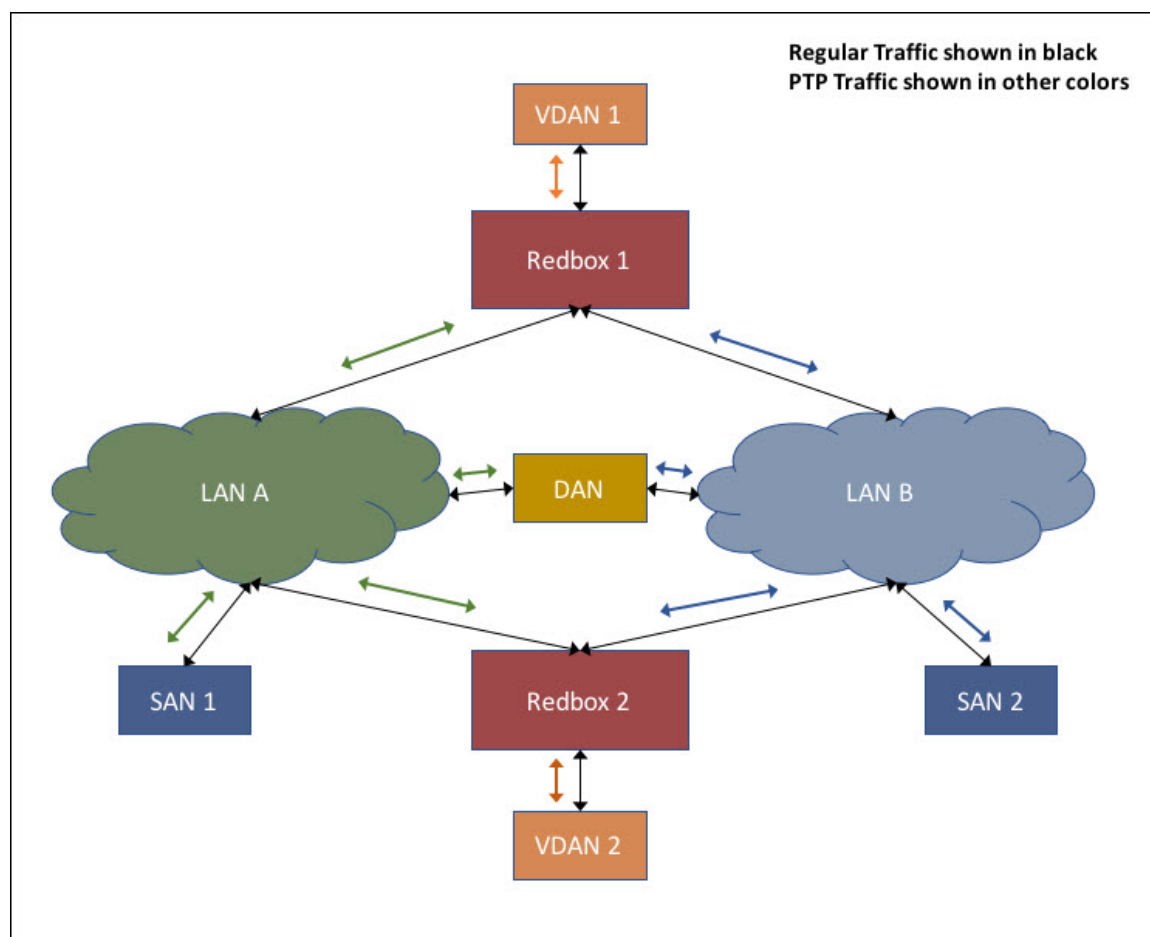 Regular Traffic shown in black
PTP Traffic shown in other colors
VDAN 1
Redbox 1
LAN A
DAN
LAN B
SAN 1
Redbox 2
SAN 2
VDAN 2